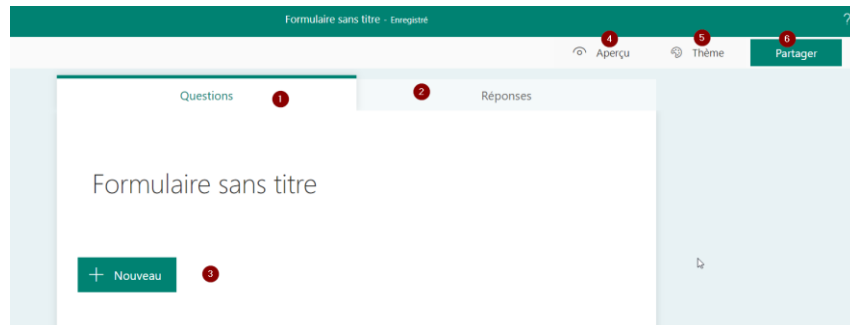 Formulaire sans titre - Enregistré
?
4 5 6
Aperçu Thème Partager
Questions 1 2 Réponses
Formulaire sans titre
+ Nouveau 3